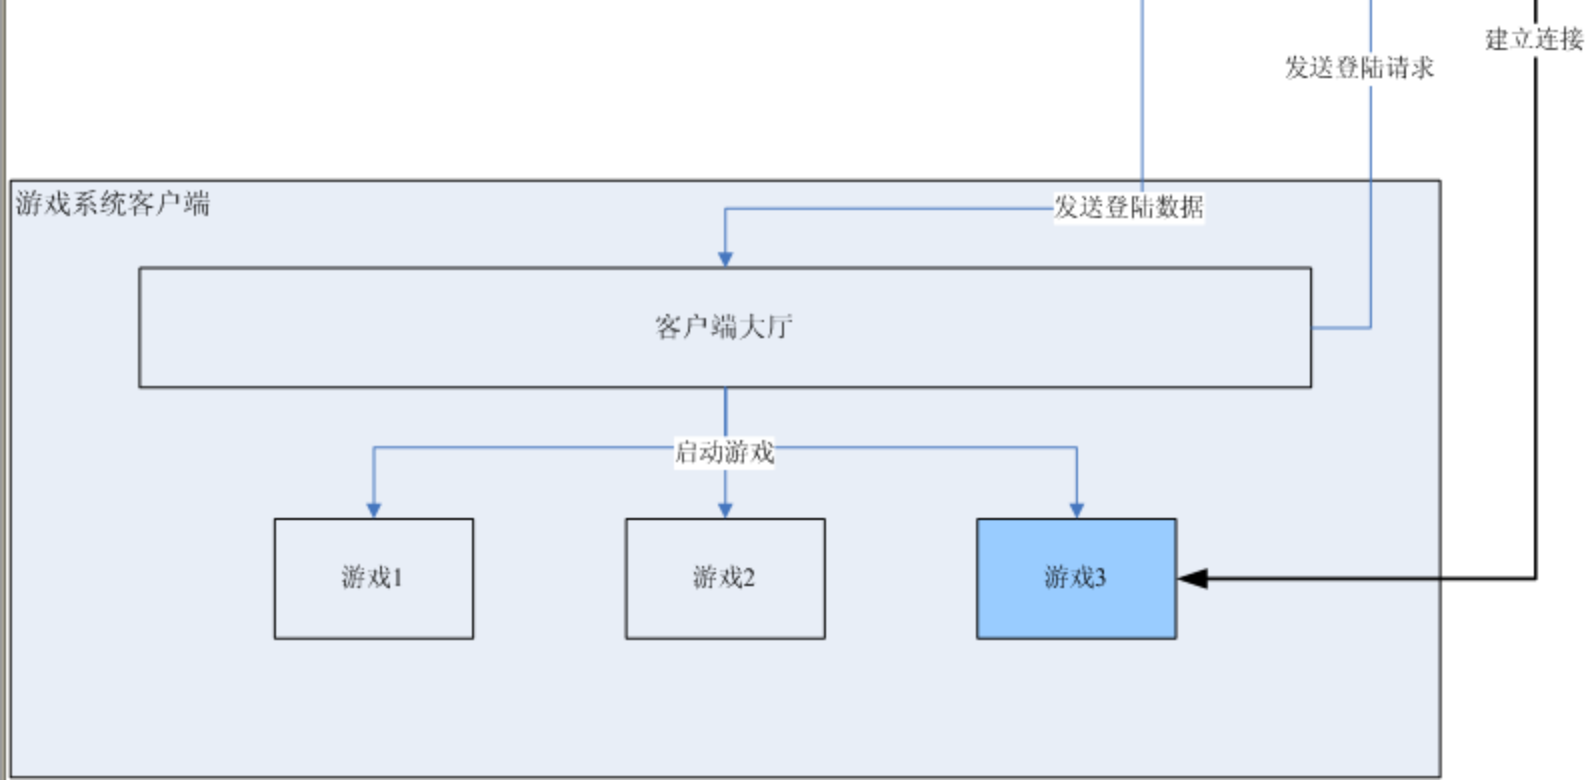 建立连接
发送登陆请求
游戏系统客户端
发送登陆数据
客户端大厅
启动游戏
游戏1
游戏2
游戏3